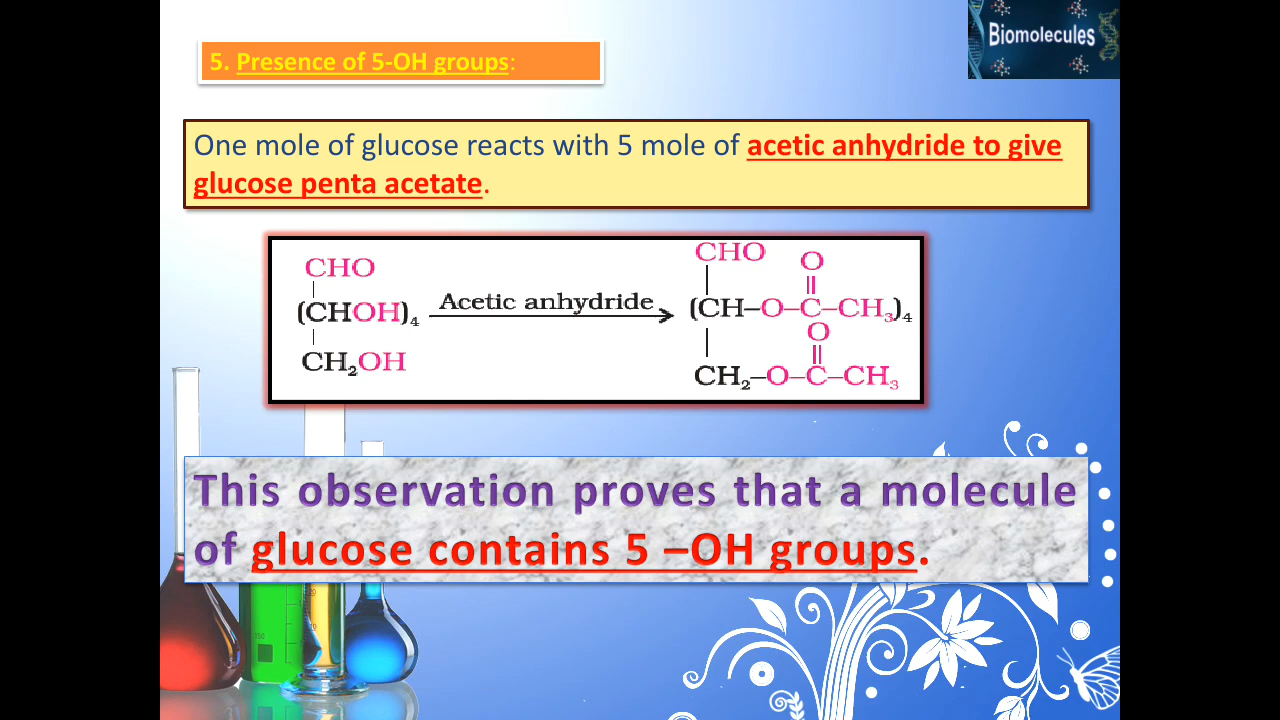 Biomolecules
5. Presence of 5-OH groups:
One mole of glucose reacts with 5 mole of acetic anhydride to give
glucose penta acetate.
CHO
(CHOH)₄
CH₂OH
Acetic anhydride
CHO
O
(CH–O–C–CH₃)₄
O
CH₂–O–C–CH₃
This observation proves that a molecule
of glucose contains 5 –OH groups.